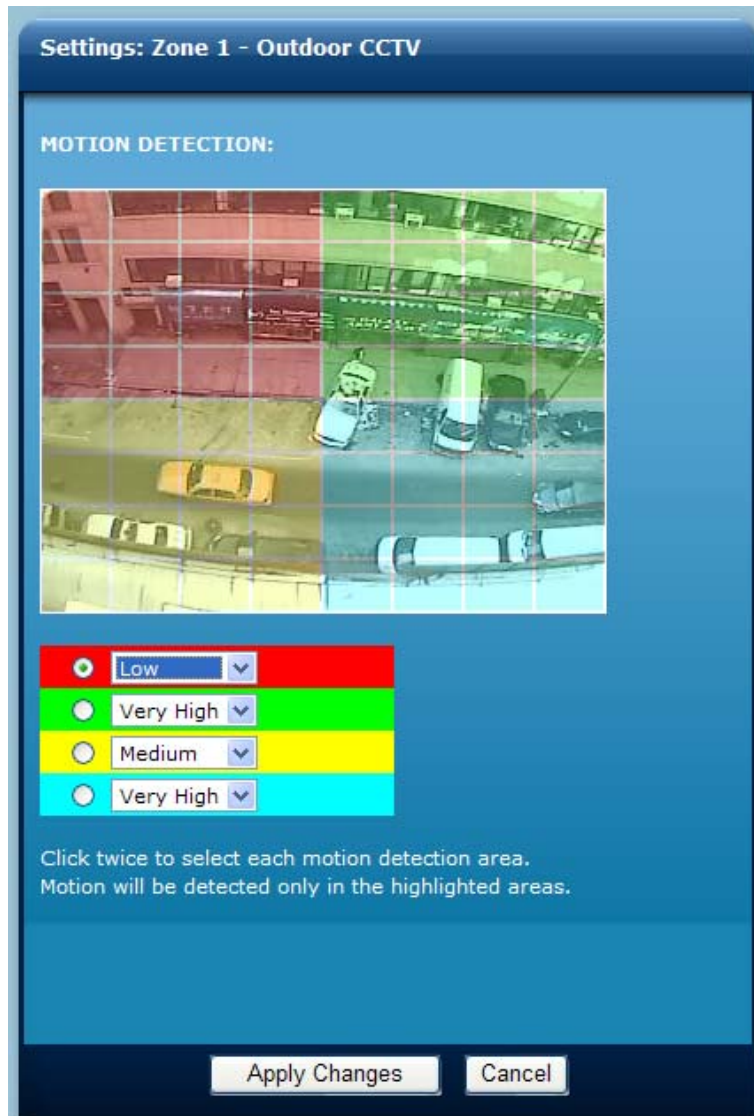 Settings: Zone 1 - Outdoor CCTV
MOTION DETECTION:
Low
Very High
Medium
Very High
Click twice to select each motion detection area.
Motion will be detected only in the highlighted areas.
Apply Changes
Cancel